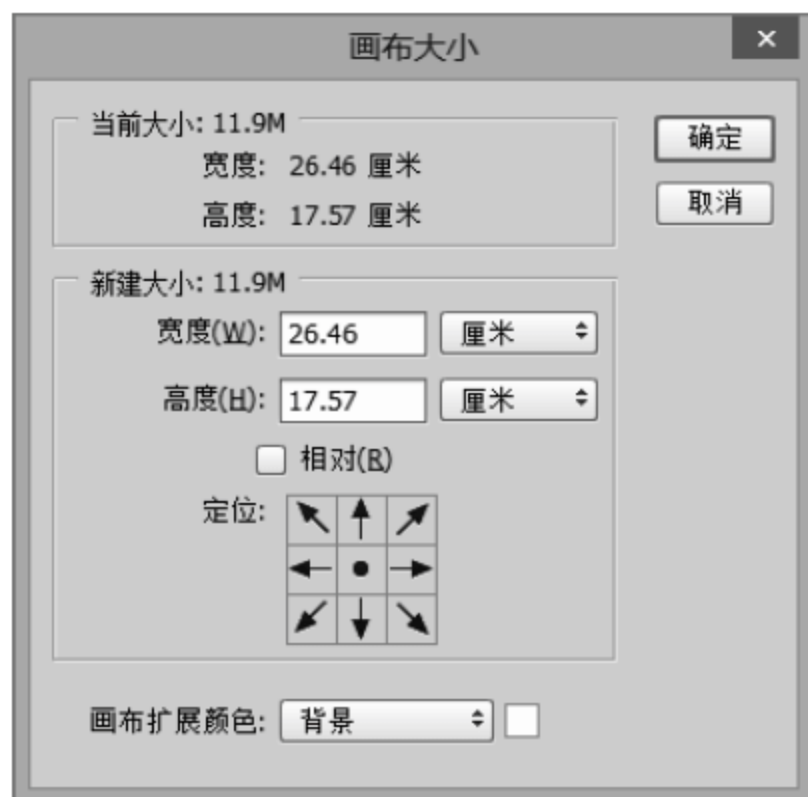 画布大小
当前大小: 11.9M
宽度: 26.46 厘米
高度: 17.57 厘米
确定
取消
新建大小: 11.9M
宽度(W): 26.46 厘米
高度(H): 17.57 厘米
相对(R)
定位:
画布扩展颜色: 背景